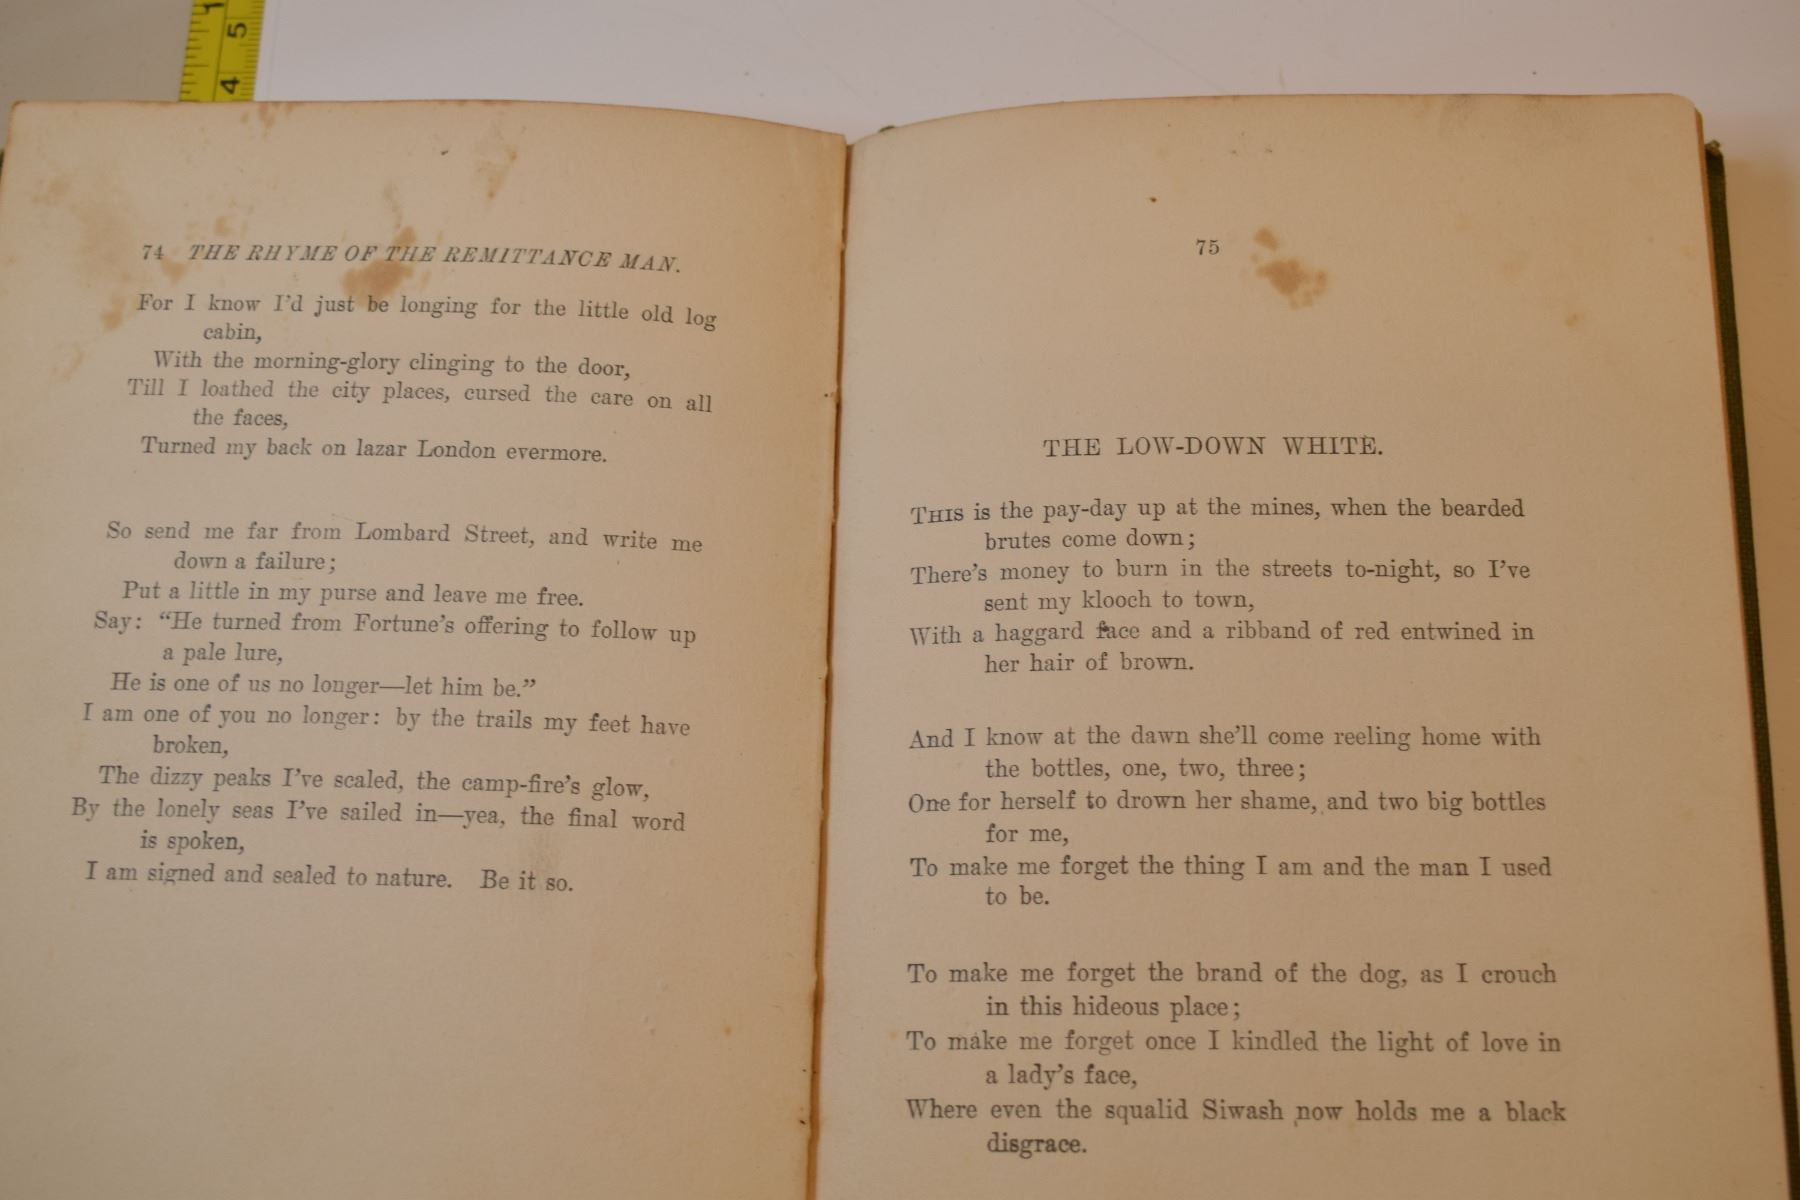 5
4
74 THE RHYME OF THE REMITTANCE MAN.
For I know I'd just be longing for the little old log
cabin,
With the morning-glory clinging to the door,
Till I loathed the city places, cursed the care on all
the faces,
Turned my back on lazar London evermore.
So send me far from Lombard Street, and write me
down a failure;
Put a little in my purse and leave me free.
Say: “He turned from Fortune's offering to follow up
a pale lure,
He is one of us no longer—let him be.”
I am one of you no longer: by the trails my feet have
broken,
The dizzy peaks I've scaled, the camp-fire's glow,
By the lonely seas I've sailed in—yea, the final word
is spoken,
I am signed and sealed to nature. Be it so.
75
THE LOW-DOWN WHITE.
THIS is the pay-day up at the mines, when the bearded
brutes come down;
There's money to burn in the streets to-night, so I've
sent my klooch to town,
With a haggard face and a ribband of red entwined in
her hair of brown.
And I know at the dawn she'll come reeling home with
the bottles, one, two, three;
One for herself to drown her shame, and two big bottles
for me,
To make me forget the thing I am and the man I used
to be.
To make me forget the brand of the dog, as I crouch
in this hideous place;
To make me forget once I kindled the light of love in
a lady's face,
Where even the squalid Siwash now holds me a black
disgrace.